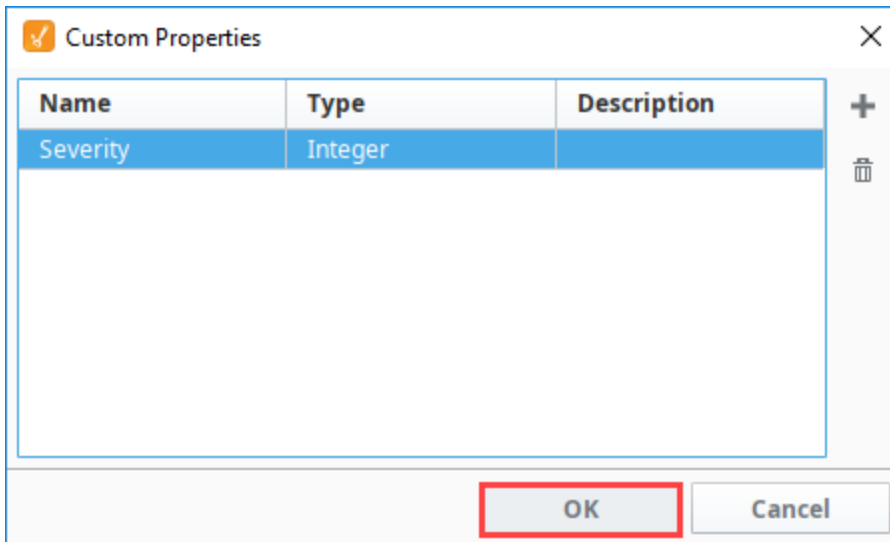 Custom Properties
Name Type Description
Severity Integer
OK Cancel